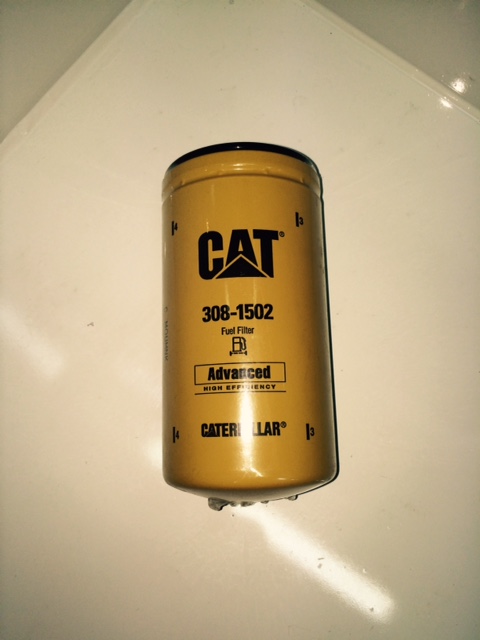 4
3
CAT®
308-1502
Fuel Filter
Advanced
HIGH EFFICIENCY
CATERPILLAR®
4
3